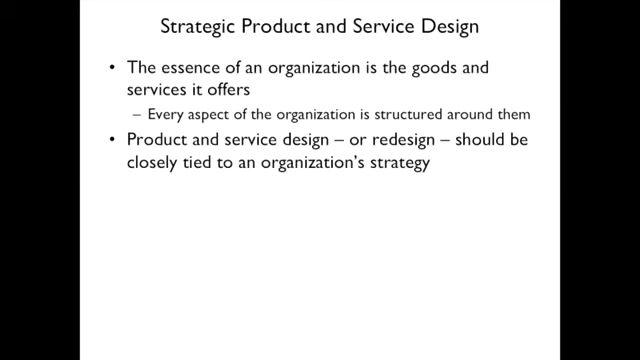 Strategic Product and Service Design
• The essence of an organization is the goods and
services it offers
– Every aspect of the organization is structured around them
• Product and service design – or redesign – should be
closely tied to an organization's strategy